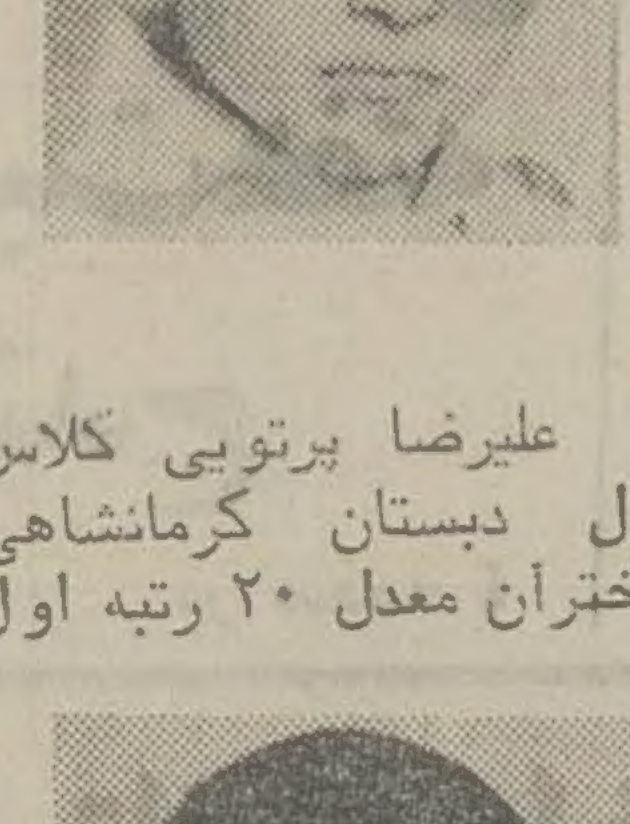 علیرضا پرتویی کلاس
ل دبستان کرمانشاهی
ختران معدل ۲۰ رتبه اول